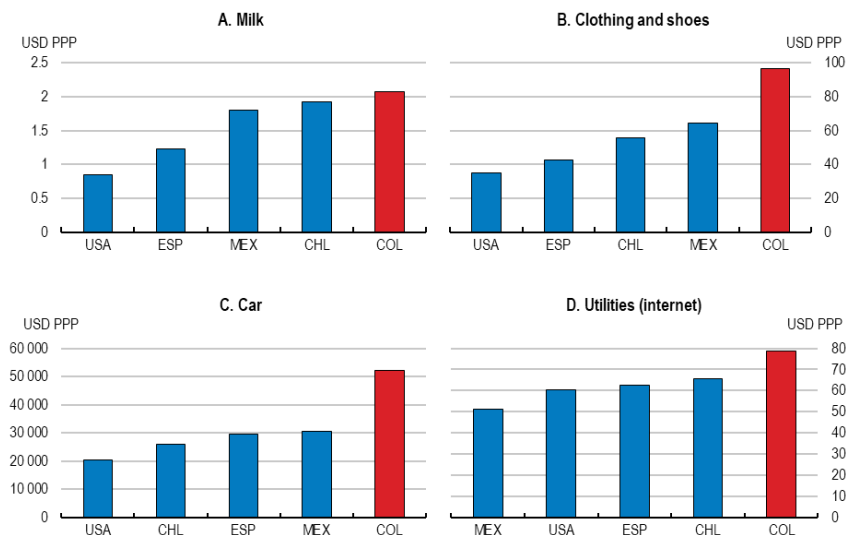 A. Milk
USD PPP
2.5
2
1.5
1
0.5
0
USA ESP MEX CHL COL
B. Clothing and shoes
USD PPP
100
80
60
40
20
0
USA ESP CHL MEX COL
C. Car
USD PPP
60 000
50 000
40 000
30 000
20 000
10 000
0
USA CHL ESP MEX COL
D. Utilities (internet)
USD PPP
80
70
60
50
40
30
20
10
0
MEX USA ESP CHL COL